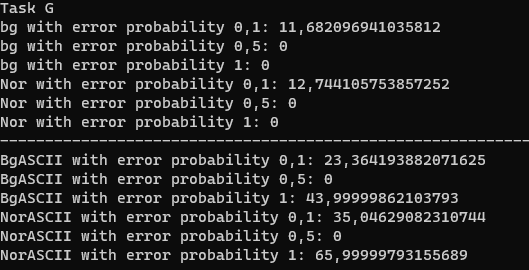 Task G
bg with error probability 0,1: 11,682096941035812
bg with error probability 0,5: 0
bg with error probability 1: 0
Nor with error probability 0,1: 12,744105753857252
Nor with error probability 0,5: 0
Nor with error probability 1: 0
-----------------------------------------------------------
BgASCII with error probability 0,1: 23,364193882071625
BgASCII with error probability 0,5: 0
BgASCII with error probability 1: 43,99999862103793
NorASCII with error probability 0,1: 35,04629082310744
NorASCII with error probability 0,5: 0
NorASCII with error probability 1: 65,99999793155689